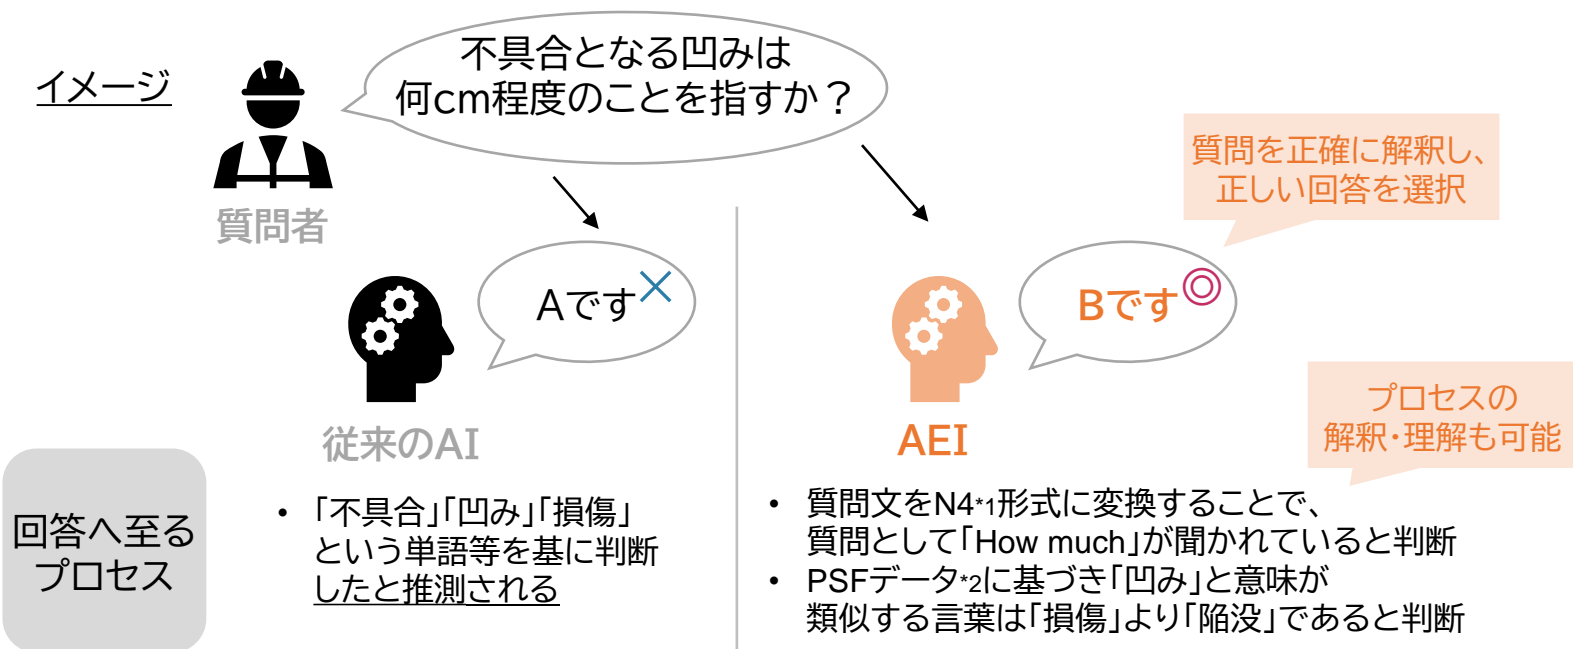 イメージ
不具合となる凹みは
何cm程度のことを指すか？
質問者
質問を正確に解釈し、
正しい回答を選択
Aです
Bです
従来のAI
AEI
プロセスの
解釈・理解も可能
回答へ至る
プロセス
• 「不具合」「凹み」「損傷」
という単語等を基に判断
したと推測される
• 質問文をN4*1形式に変換することで、
質問として「How much」が聞かれていると判断
• PSFデータ*2に基づき「凹み」と意味が
類似する言葉は「損傷」より「陥没」であると判断